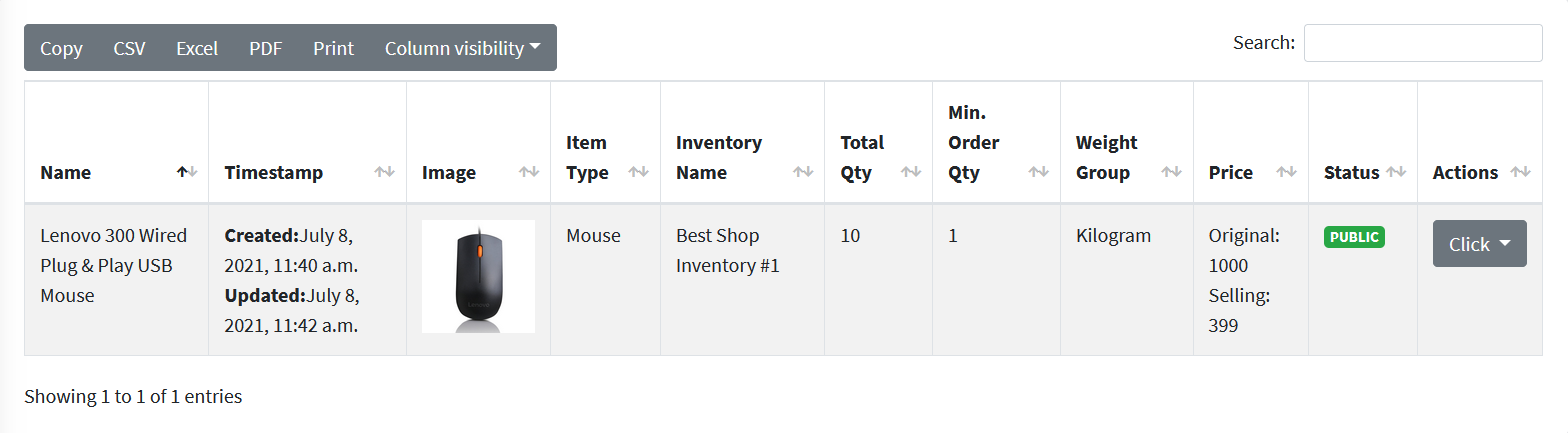 Copy CSV Excel PDF Print Column visibility
Search:
Name
Timestamp
Image
Item
Type
Inventory
Name
Total
Qty
Min.
Order
Qty
Weight
Group
Price
Status
Actions
Lenovo 300 Wired
Plug & Play USB
Mouse
Created:July 8,
2021, 11:40 a.m.
Updated:July 8,
2021, 11:42 a.m.
Mouse
Best Shop
Inventory #1
10
1
Kilogram
Original:
1000
Selling:
399
PUBLIC
Click
Showing 1 to 1 of 1 entries